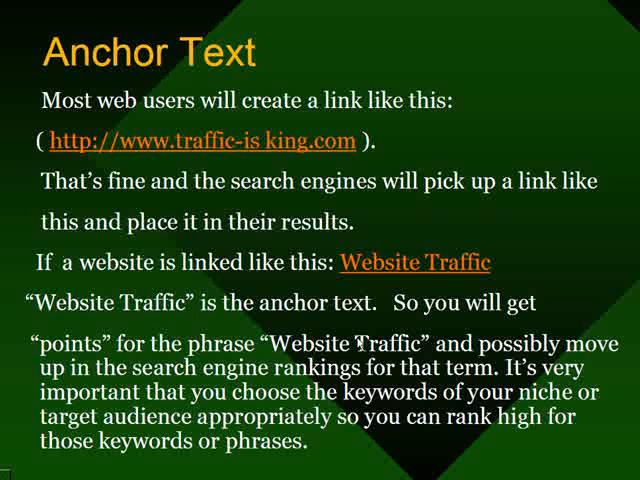 Anchor Text
Most web users will create a link like this:
( http://www.traffic-is king.com ).
That’s fine and the search engines will pick up a link like
this and place it in their results.
If  a website is linked like this: Website Traffic
“Website Traffic” is the anchor text.   So you will get
“points” for the phrase “Website Traffic” and possibly move
up in the search engine rankings for that term. It’s very
important that you choose the keywords of your niche or
target audience appropriately so you can rank high for
those keywords or phrases.